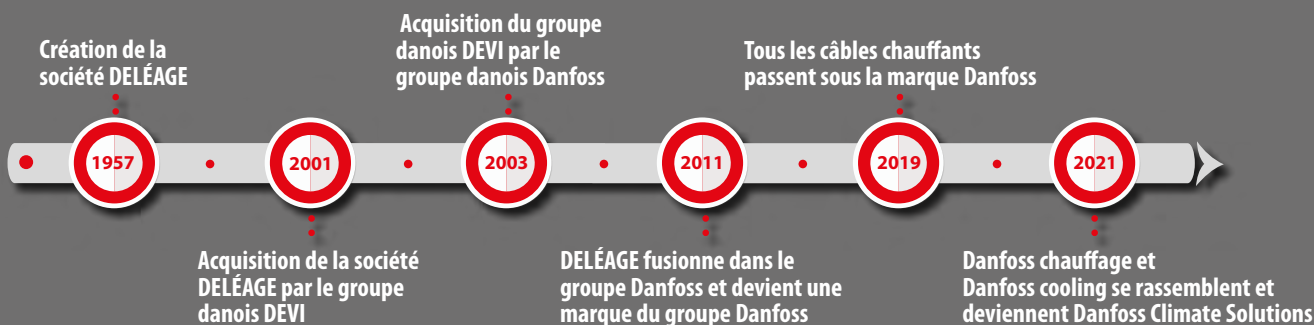 Création de la
société DELÉAGE
1957
Acquisition de la société
DELÉAGE par le groupe
danois DEVI
2001
Acquisition du groupe
danois DEVI par le
groupe danois Danfoss
2003
DELÉAGE fusionne dans le
groupe Danfoss et devient une
marque du groupe Danfoss
2011
Tous les câbles chauffants
passent sous la marque Danfoss
2019
Danfoss chauffage et
Danfoss cooling se rassemblent et
deviennent Danfoss Climate Solutions
2021